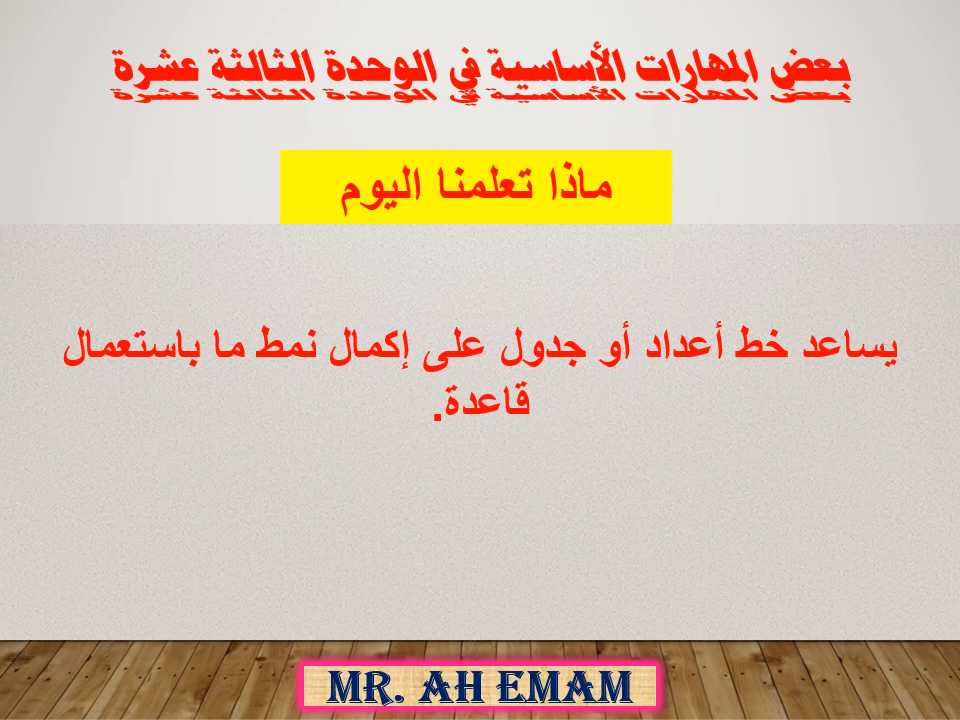 بعض المهارات الأساسية في الوحدة الثالثة عشرة
ماذا تعلمنا اليوم
يساعد خط أعداد أو جدول على إكمال نمط ما باستعمال
قاعدة.
MR. AH EMAM